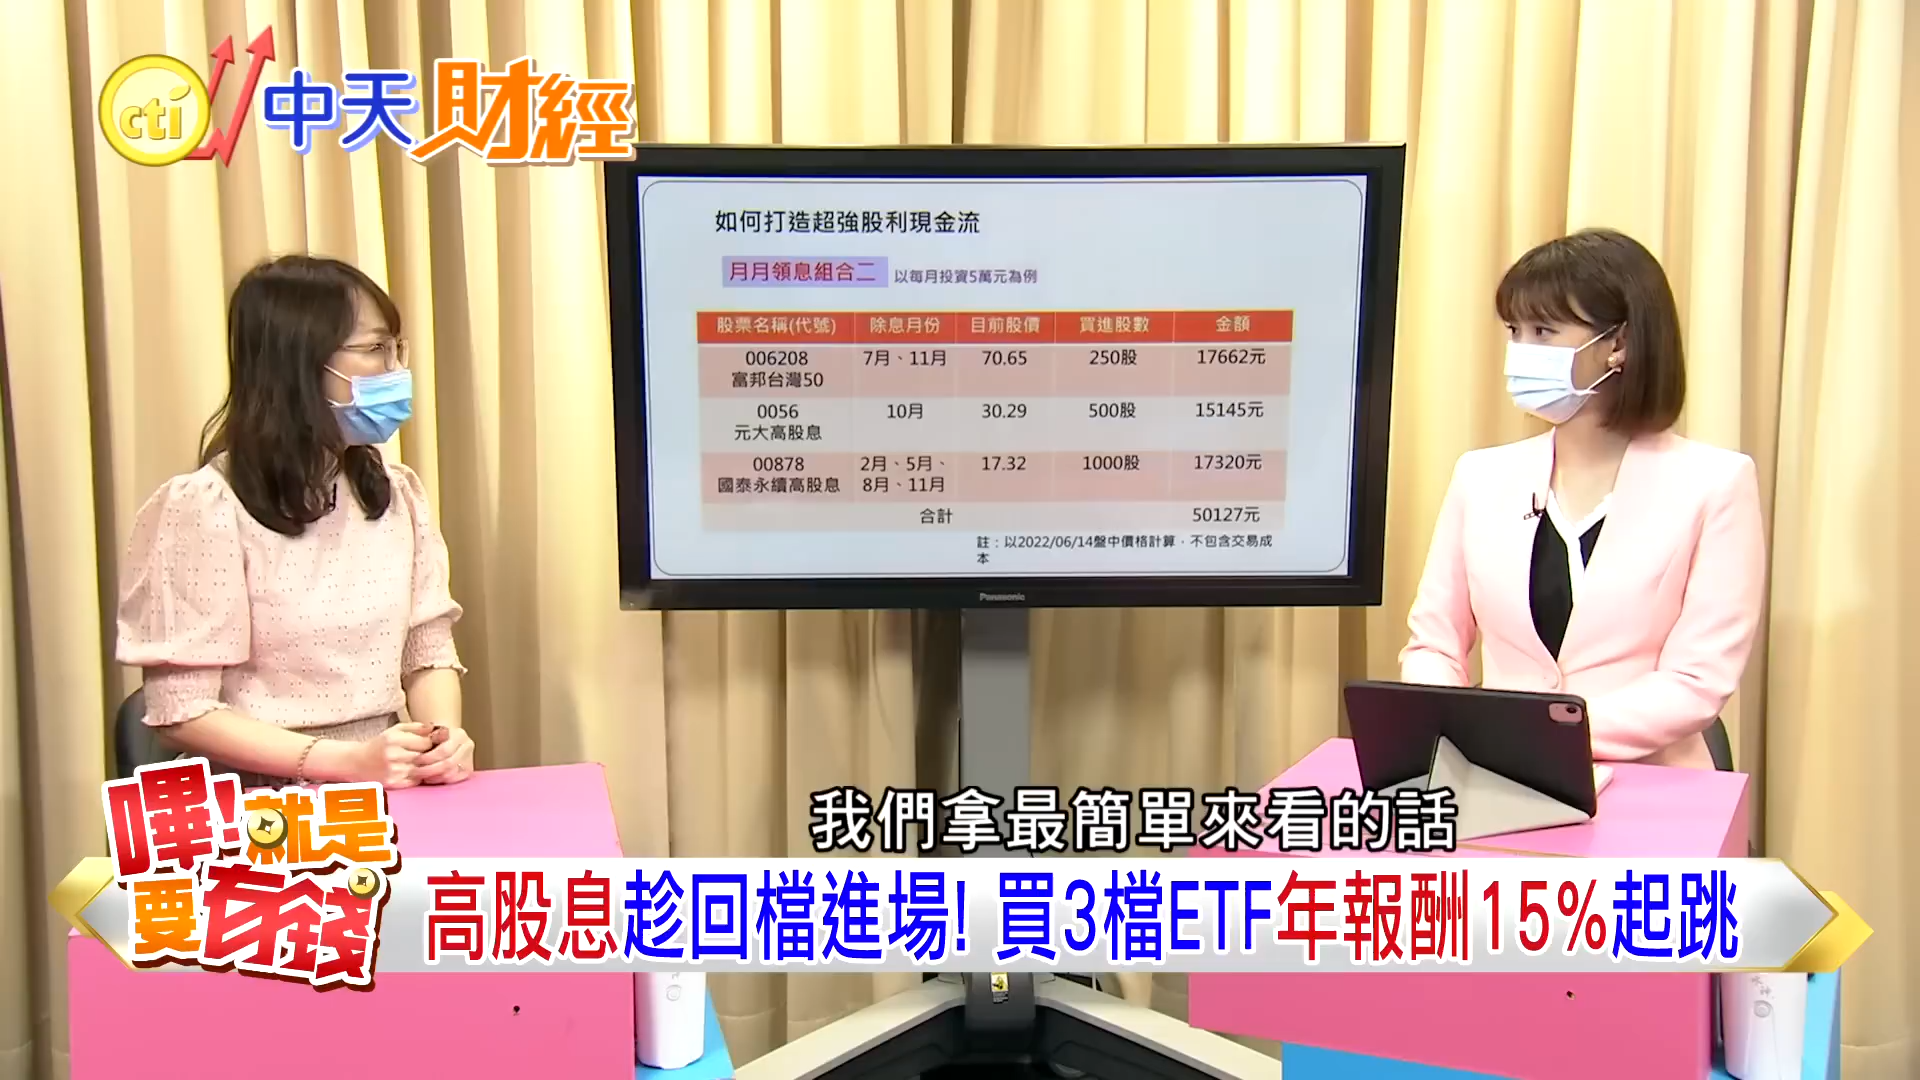 cti 中天財經
如何打造超強股利現金流
月月領息組合二 以每月投資5萬元為例
股票名稱(代號) 除息月份 目前股價 買進股數 金額
006208 7月、11月 70.65 250股 17662元
富邦台灣50
0056 10月 30.29 500股 15145元
元大高股息
00878 2月、5月、 17.32 1000股 17320元
國泰永續高股息 8月、11月
合計 50127元
註：以2022/06/14盤中價格計算，不包含交易成
本
Panasonic
我們拿最簡單來看的話
嗶!就是
要有錢
高股息趁回檔進場! 買3檔ETF年報酬15%起跳